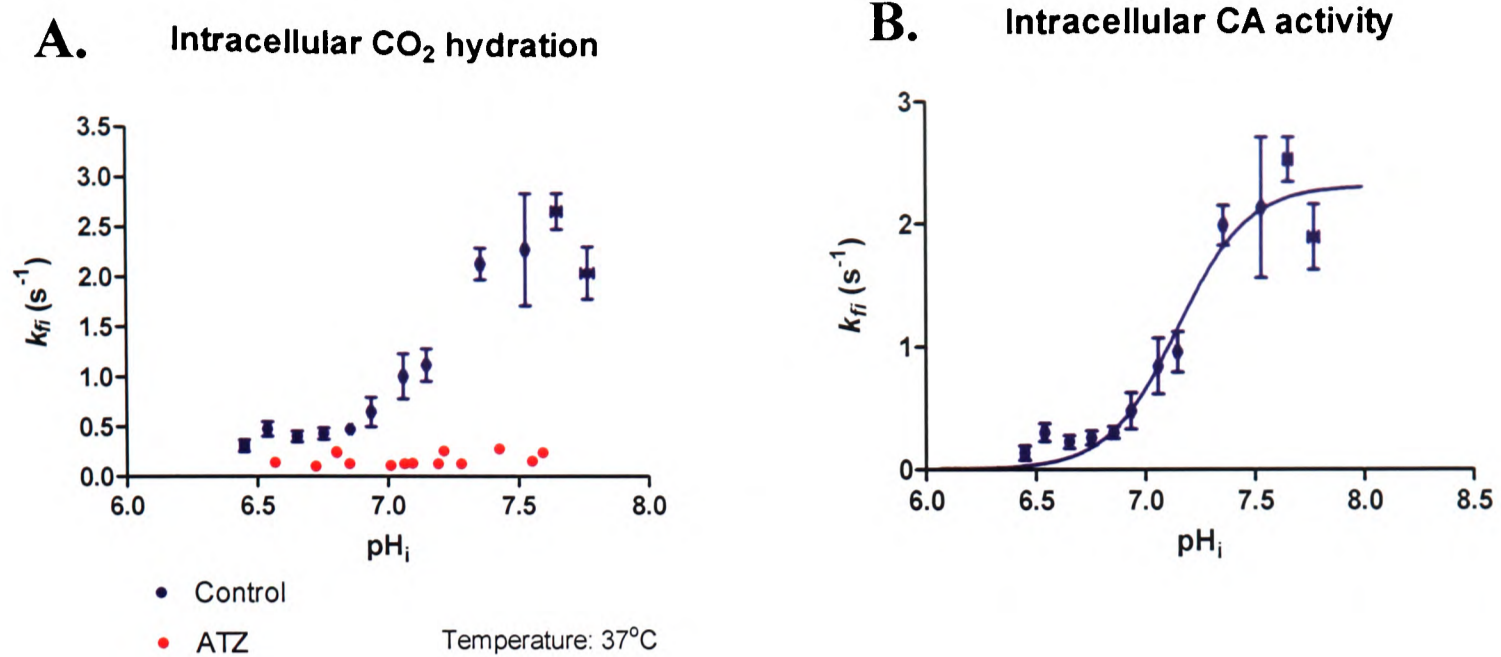 A.
Intracellular CO₂ hydration
3.5
3.0
2.5
2.0
1.5
1.0
0.5
0.0
kfi (s⁻¹)
6.0 6.5 7.0 7.5 8.0
pHi
Control
ATZ
Temperature: 37°C
B.
Intracellular CA activity
3
2
1
0
kfi (s⁻¹)
6.0 6.5 7.0 7.5 8.0 8.5
pHi